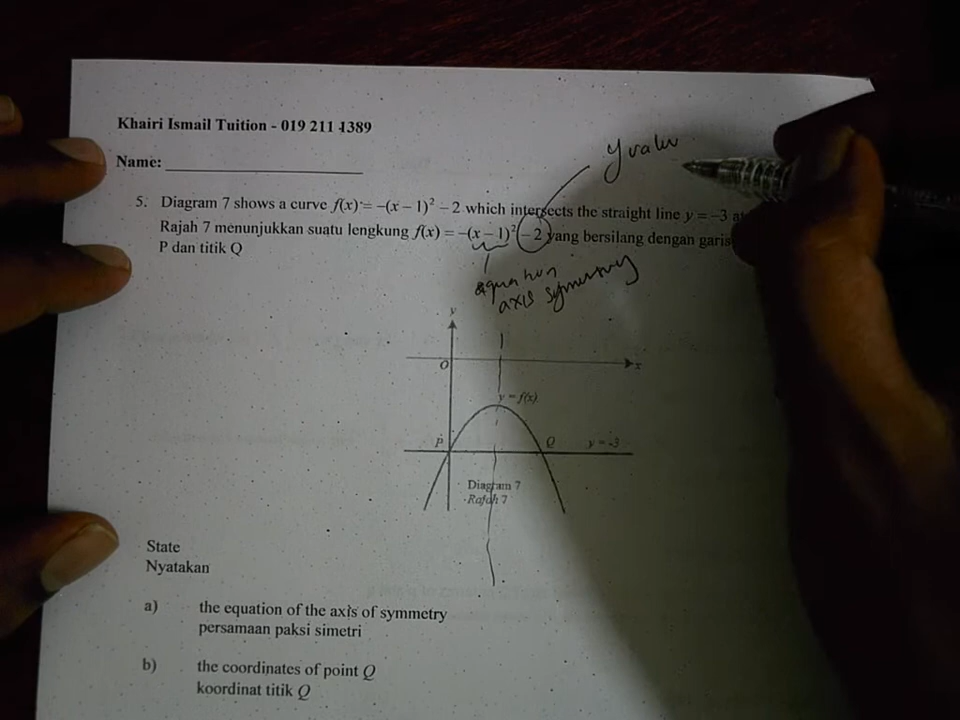 Khairi Ismail Tuition - 019 211 1389
Name:
y value
5. Diagram 7 shows a curve f(x) = -(x - 1)² - 2 which intersects the straight line y = -3
Rajah 7 menunjukkan suatu lengkung f(x) = -(x - 1)² - 2 yang bersilang dengan garis
P dan titik Q
equation
axis symmetry
y
O
x
y = f(x)
P
Q
y = -3
Diagram 7
Rajah 7
State
Nyatakan
a) the equation of the axis of symmetry
persamaan paksi simetri
b) the coordinates of point Q
koordinat titik Q